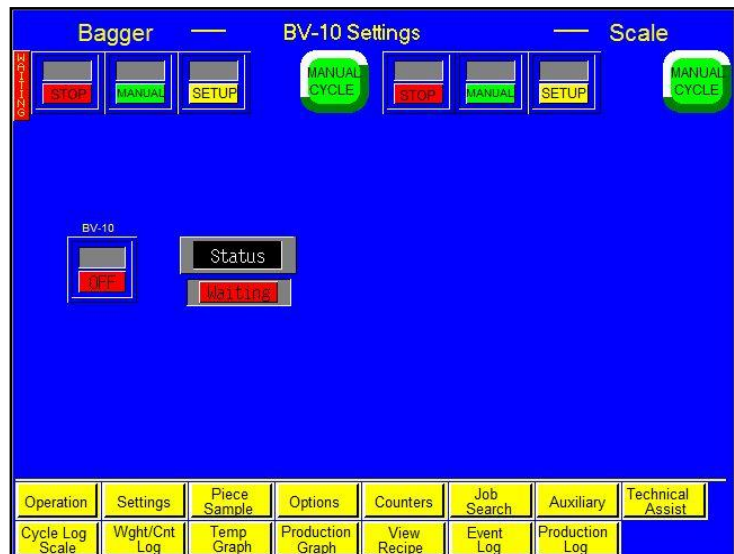 Bagger — BV-10 Settings — Scale
WAITING
STOP
MANUAL
SETUP
MANUAL
CYCLE
STOP
MANUAL
SETUP
MANUAL
CYCLE
BV-10
OFF
Status
Waiting
Operation
Settings
Piece
Sample
Options
Counters
Job
Search
Auxiliary
Technical
Assist
Cycle Log
Scale
Wght/Cnt
Log
Temp
Graph
Production
Graph
View
Recipe
Event
Log
Production
Log